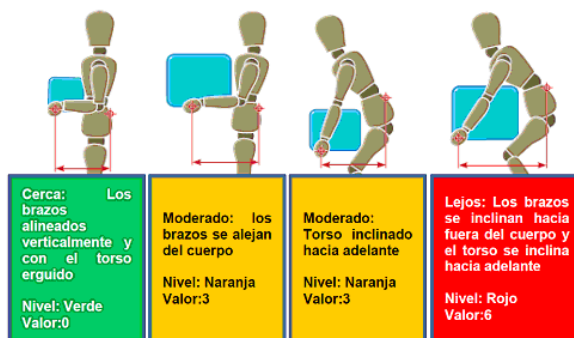 Cerca: Los
brazos
alineados
verticalmente y
con el torso
erguido
Nivel: Verde
Valor:0
Moderado: los
brazos se alejan
del cuerpo
Nivel: Naranja
Valor:3
Moderado:
Torso inclinado
hacia adelante
Nivel: Naranja
Valor:3
Lejos: Los brazos
se inclinan hacia
fuera del cuerpo y
el torso se inclina
hacia adelante
Nivel: Rojo
Valor:6